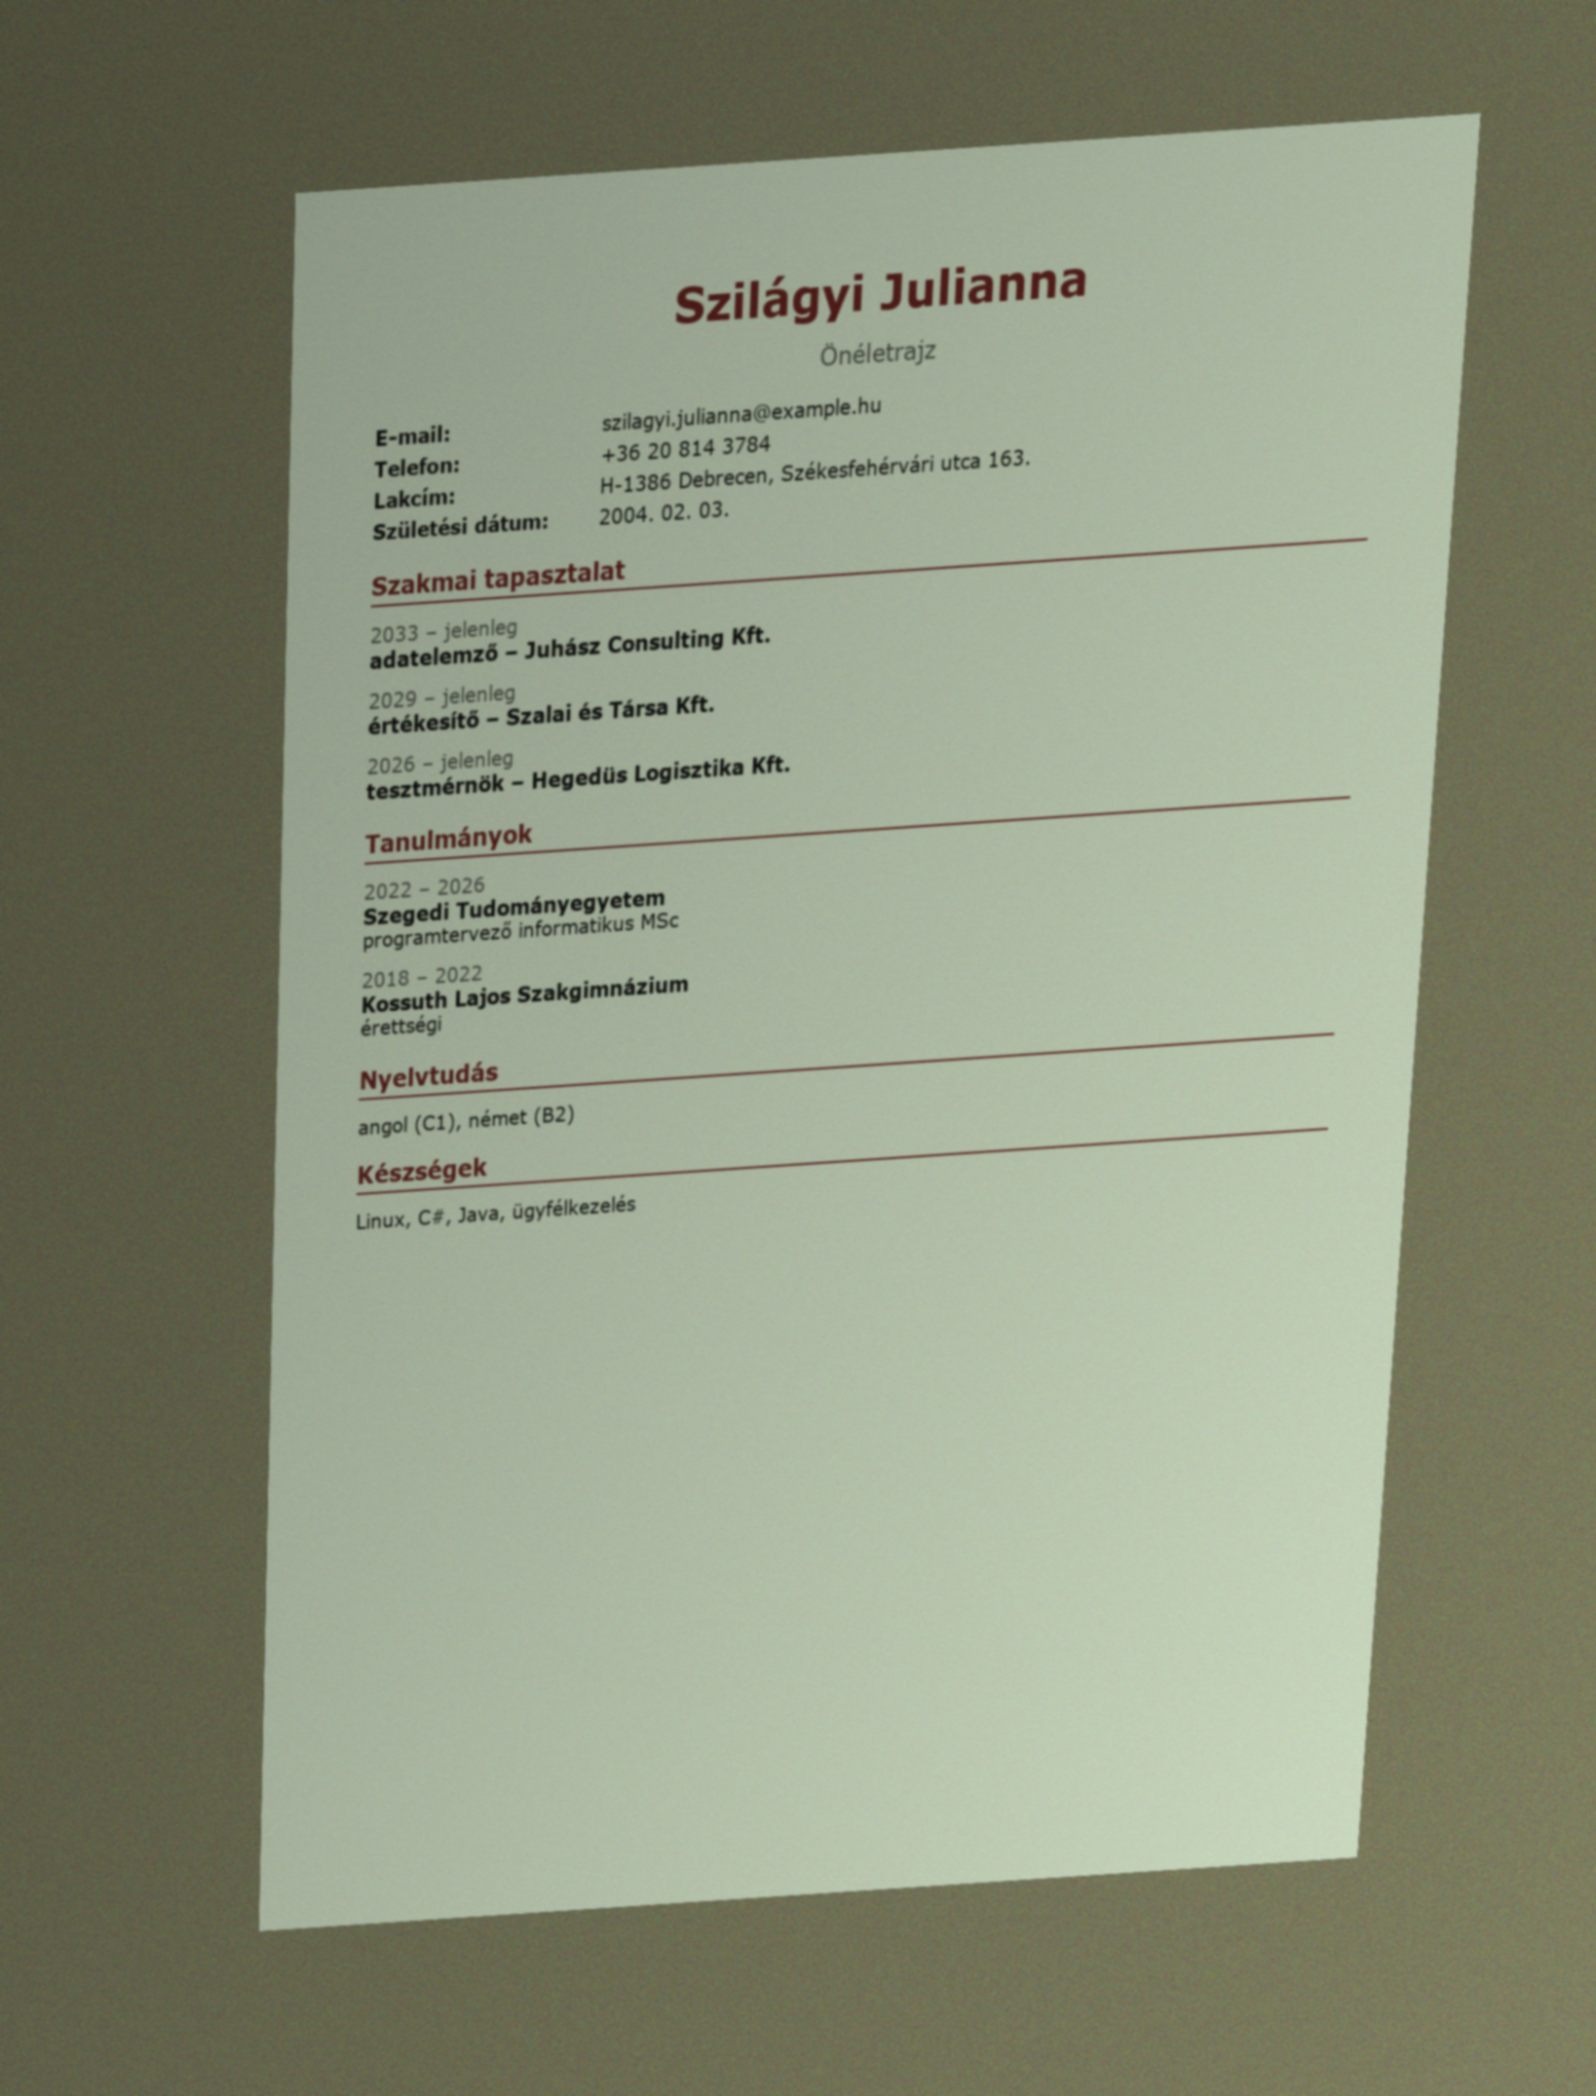 Szilágyi Julianna
Önéletrajz
E-mail: szilagyi.julianna@example.hu
Telefon: +36 20 814 3784
Lakcím: H-1386 Debrecen, Székesfehérvári utca 163.
Születési dátum: 2004. 02. 03.
Szakmai tapasztalat
2033 – jelenleg
adatelemző – Juhász Consulting Kft.
2029 – jelenleg
értékesítő – Szalai és Társa Kft.
2026 – jelenleg
tesztmérnök – Hegedüs Logisztika Kft.
Tanulmányok
2022 – 2026
Szegedi Tudományegyetem
programtervező informatikus MSc
2018 – 2022
Kossuth Lajos Szakgimnázium
érettségi
Nyelvtudás
angol (C1), német (B2)
Készségek
Linux, C#, Java, ügyfélkezelés